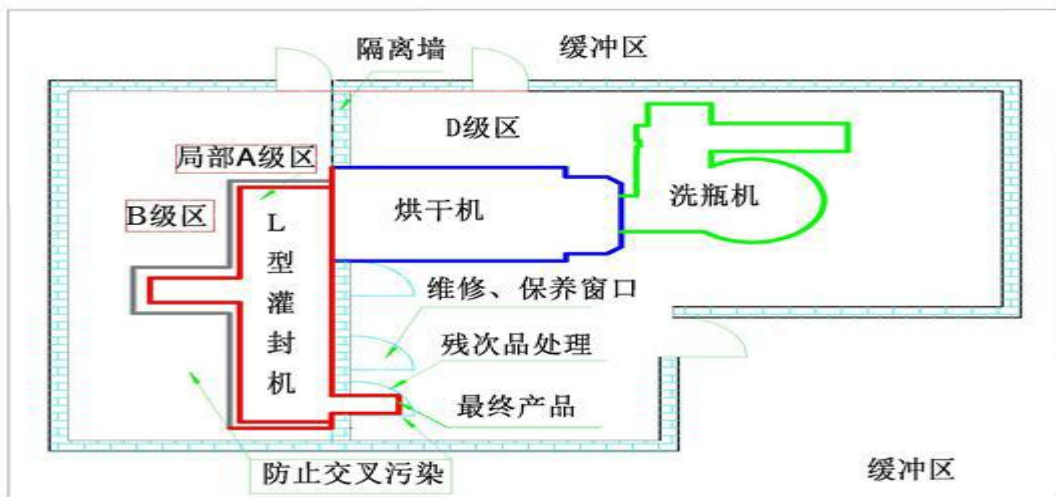 隔离墙
缓冲区
D级区
局部A级区
B级区
烘干机
洗瓶机
L型灌封机
维修、保养窗口
残次品处理
最终产品
防止交叉污染
缓冲区